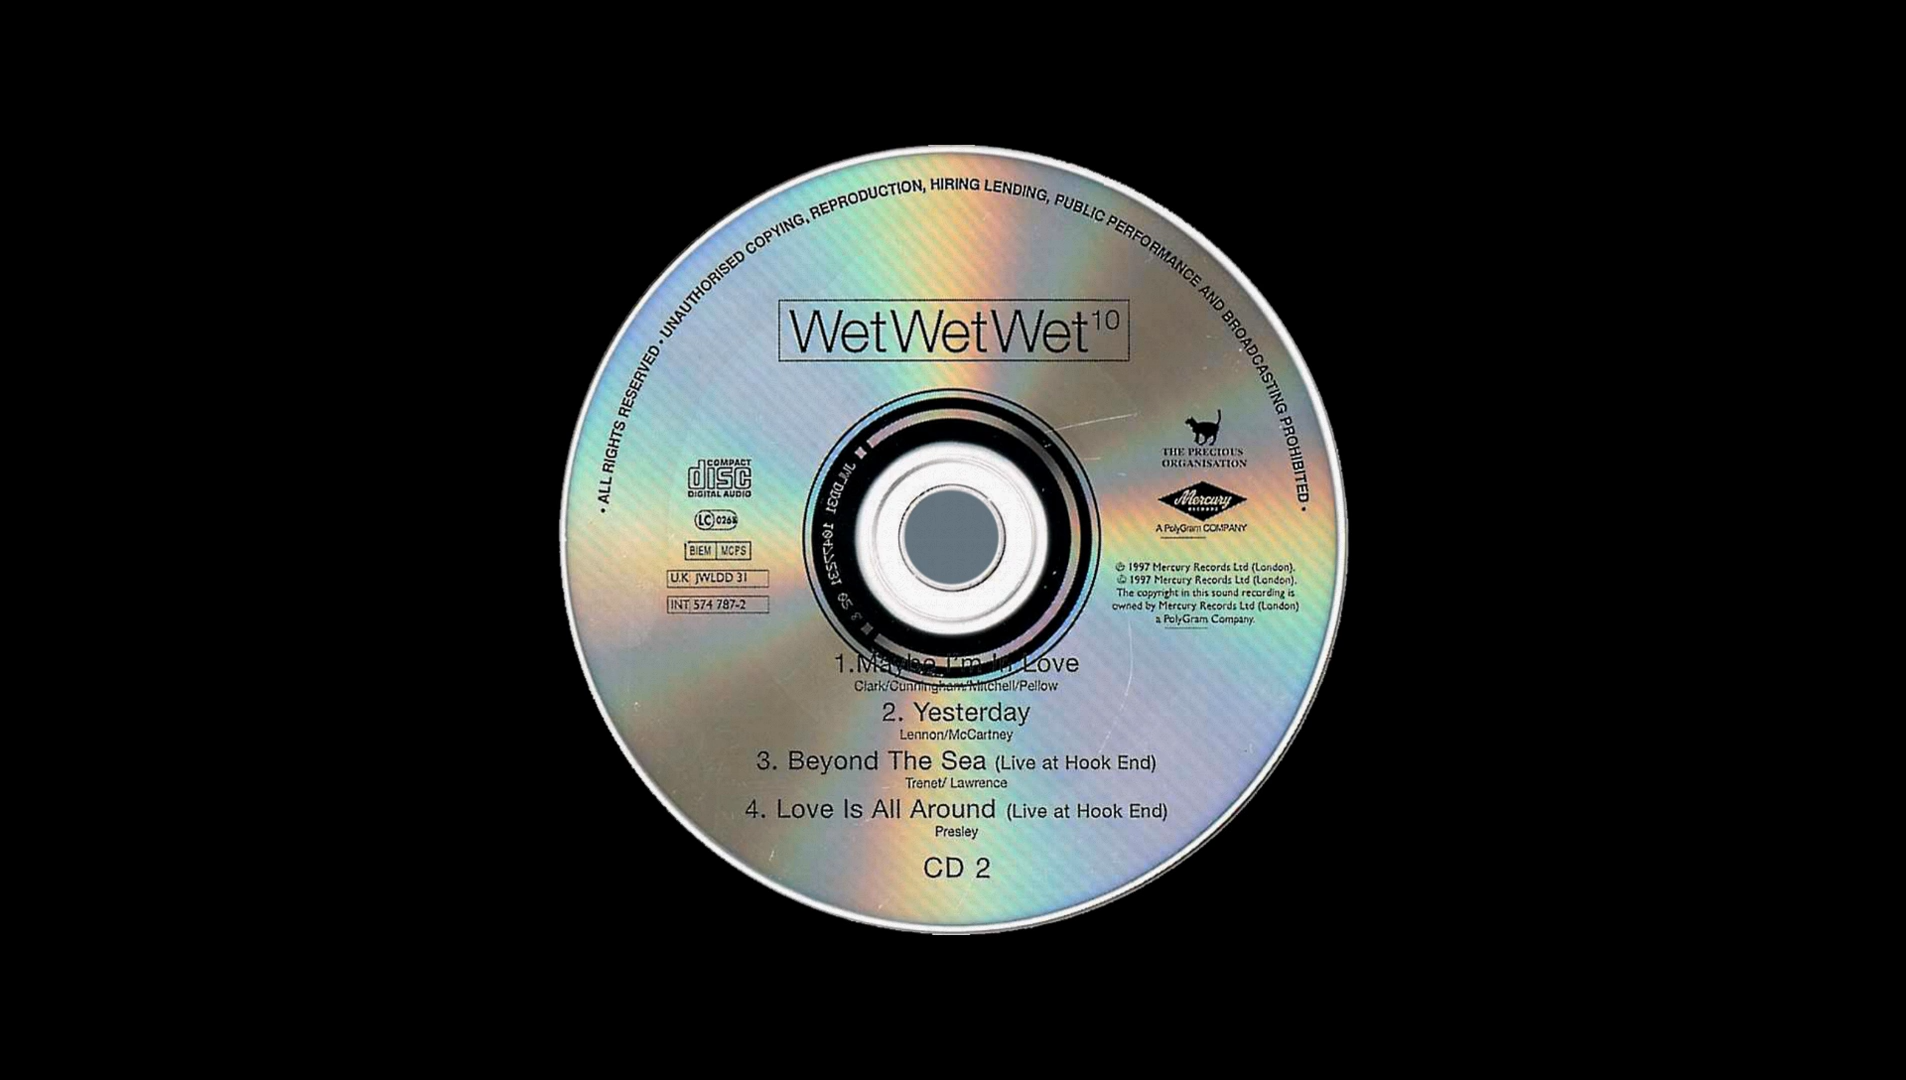 • ALL RIGHTS RESERVED • UNAUTHORISED COPYING, REPRODUCTION, HIRING LENDING, PUBLIC PERFORMANCE AND BROADCASTING PROHIBITED •
WetWetWet10
THE PRECIOUS
ORGANISATION
COMPACT
disc
DIGITAL AUDIO
Mercury
RECORDS
A PolyGram COMPANY
LC 0268
BIEM MCPS
U.K JWLDD 31
INT 574 787-2
℗ 1997 Mercury Records Ltd (London).
© 1997 Mercury Records Ltd (London).
The copyright in this sound recording is
owned by Mercury Records Ltd (London)
a PolyGram Company.
1.Maybe I'm In Love
Clark/Cunningham/Mitchell/Pellow
2. Yesterday
Lennon/McCartney
3. Beyond The Sea (Live at Hook End)
Trenet/ Lawrence
4. Love Is All Around (Live at Hook End)
Presley
CD 2